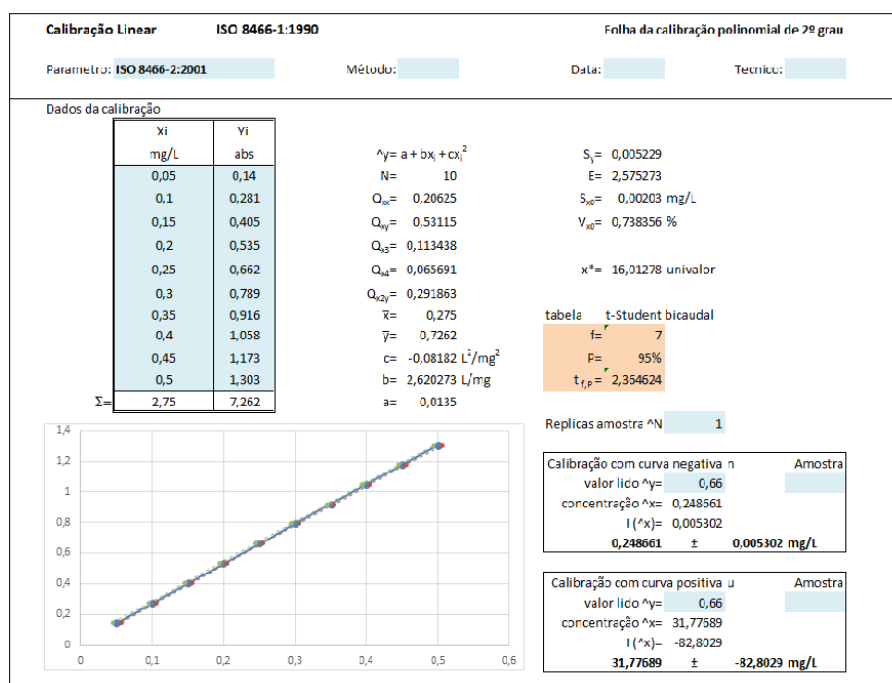 Calibração Linear ISO 8466-1:1990 Folha da calibração polinomial de 2º grau
Parametro: ISO 8466-2:2001 Método: Data: Tecnico:
Dados da calibração
Xi Yi
mg/L abs ^y= a + bxᵢ + cxᵢ² Sᵧ= 0,005229
0,05 0,14 N= 10 E= 2,575273
0,1 0,281 Qxx= 0,20625 Sx0= 0,00203 mg/L
0,15 0,405 Qxy= 0,53115 Vx0= 0,738356 %
0,2 0,535 Qx3= 0,113438
0,25 0,662 Qx4= 0,065691 x*= 16,01278 univalor
0,3 0,789 Qx2y= 0,291863
0,35 0,916 x̅= 0,275 tabela t-Student bicaudal
0,4 1,058 y̅= 0,7262 f= 7
0,45 1,173 c= -0,08182 L²/mg² P= 95%
0,5 1,303 b= 2,620273 L/mg t f,P = 2,364624
Σ= 2,75 7,262 a= 0,0135
Replicas amostra ^N 1
1,4
1,2
1
0,8
0,6
0,4
0,2
0
0 0,1 0,2 0,3 0,4 0,5 0,6
Calibração com curva negativa n Amostra
valor lido ^y= 0,66
concentração ^x= 0,248661
I (^x)= 0,005302
0,248661 ± 0,005302 mg/L
Calibração com curva positiva u Amostra
valor lido ^y= 0,66
concentração ^x= 31,77689
I (^x)= -82,8029
31,77689 ± -82,8029 mg/L